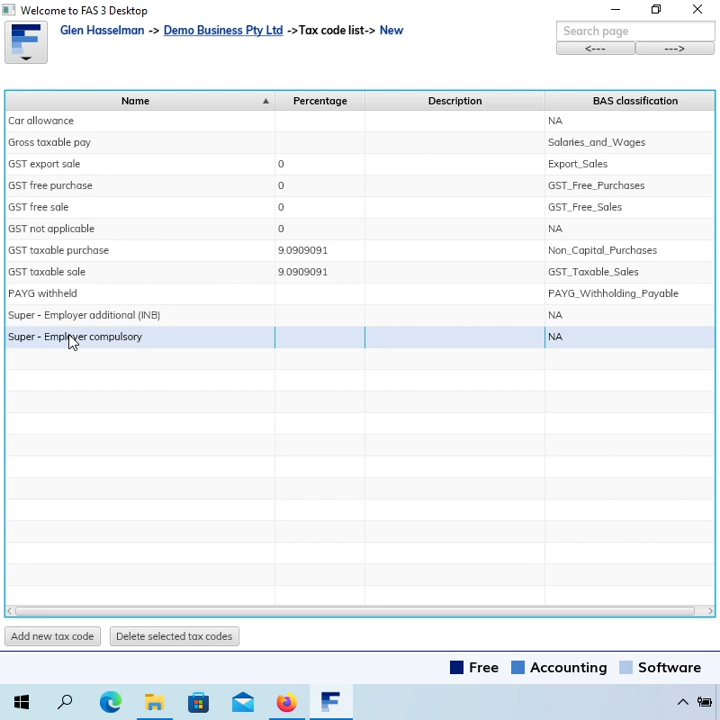 Welcome to FAS 3 Desktop
Glen Hasselman -> Demo Business Pty Ltd ->Tax code list-> New
Search page
<--- --->
Name Percentage Description BAS classification
Car allowance NA
Gross taxable pay Salaries_and_Wages
GST export sale 0 Export_Sales
GST free purchase 0 GST_Free_Purchases
GST free sale 0 GST_Free_Sales
GST not applicable 0 NA
GST taxable purchase 9.0909091 Non_Capital_Purchases
GST taxable sale 9.0909091 GST_Taxable_Sales
PAYG withheld PAYG_Withholding_Payable
Super - Employer additional (INB) NA
Super - Employer compulsory NA
Add new tax code Delete selected tax codes
Free Accounting Software